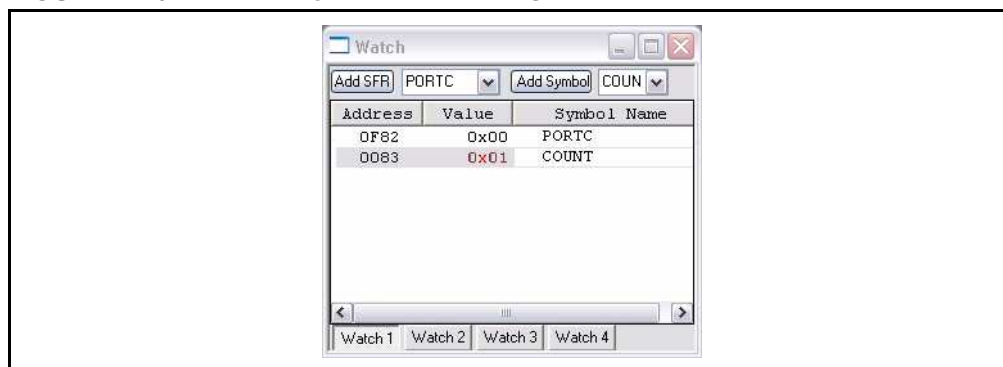 Watch
Add SFR PORTC Add Symbol COUN
Address Value Symbol Name
0F82 0x00 PORTC
0083 0x01 COUNT
Watch 1 Watch 2 Watch 3 Watch 4